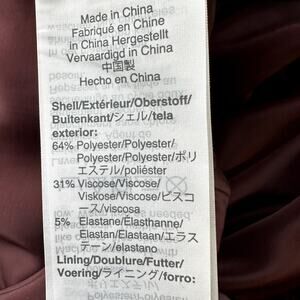 Made in China
Fabriqué en Chine
in China Hergestellt
Vervaardigd in China
中国製
Hecho en China
Shell/Extérieur/Oberstoff/
Buitenkant/シェル/tela
exterior:
64% Polyester/Polyester/
Polyester/Polyester/ポリ
エステル/poliéster
31% Viscose/Viscose/
Viskose/Viscose/ビスコ
ース/viscosa
5% Elastane/Élasthanne/
Elastan/Elastaan/エラス
テーン/elastano
Lining/Doublure/Futter/
Voering/ライニング/forro: